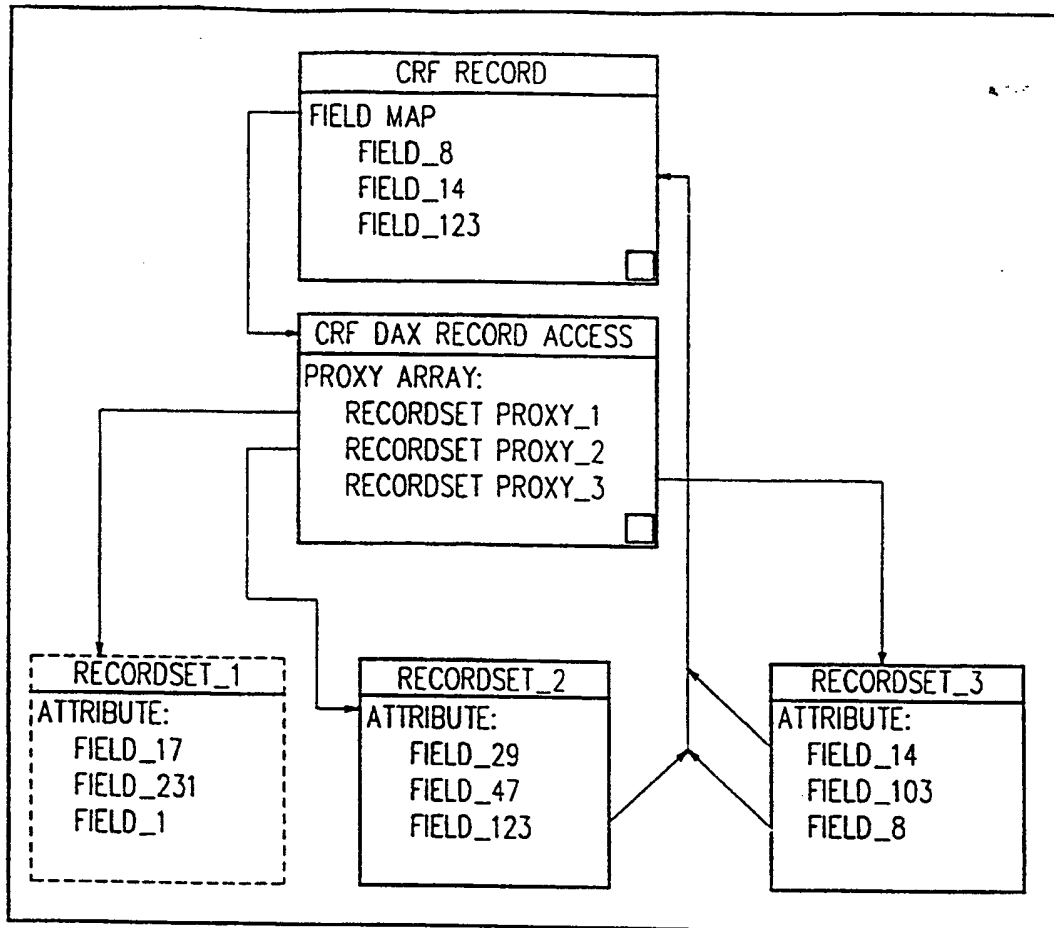 CRF RECORD
FIELD MAP
FIELD_8
FIELD_14
FIELD_123
CRF DAX RECORD ACCESS
PROXY ARRAY:
RECORDSET PROXY_1
RECORDSET PROXY_2
RECORDSET PROXY_3
RECORDSET_1
ATTRIBUTE:
FIELD_17
FIELD_231
FIELD_1
RECORDSET_2
ATTRIBUTE:
FIELD_29
FIELD_47
FIELD_123
RECORDSET_3
ATTRIBUTE:
FIELD_14
FIELD_103
FIELD_8